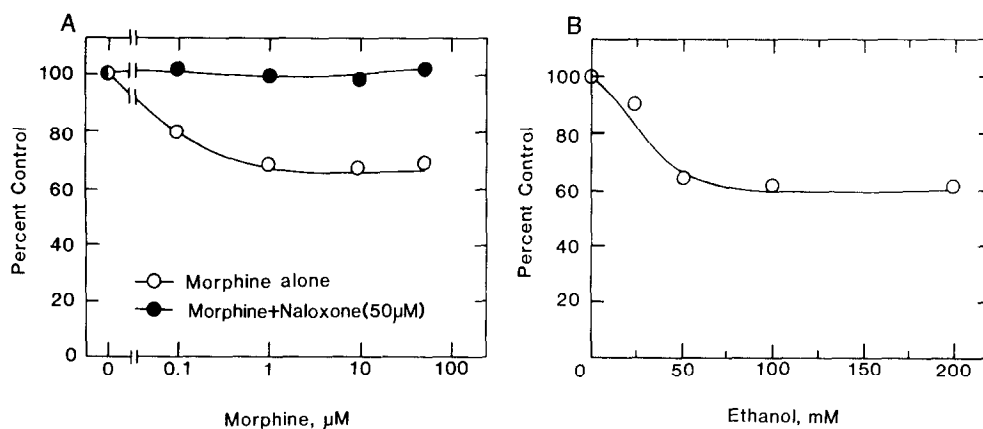 A
Percent Control
100
80
60
40
20
0
Morphine alone
Morphine+Naloxone(50μM)
0 0.1 1 10 100
Morphine, μM
B
Percent Control
100
80
60
40
20
0 50 100 150 200
Ethanol, mM